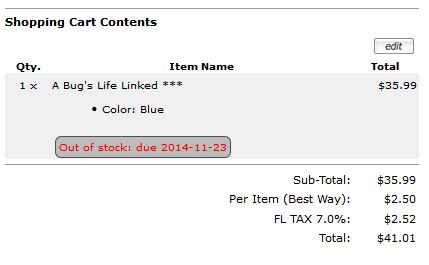 Shopping Cart Contents
edit
Qty. Item Name Total
1 x A Bug's Life Linked *** $35.99
• Color: Blue
Out of stock: due 2014-11-23
Sub-Total: $35.99
Per Item (Best Way): $2.50
FL TAX 7.0%: $2.52
Total: $41.01